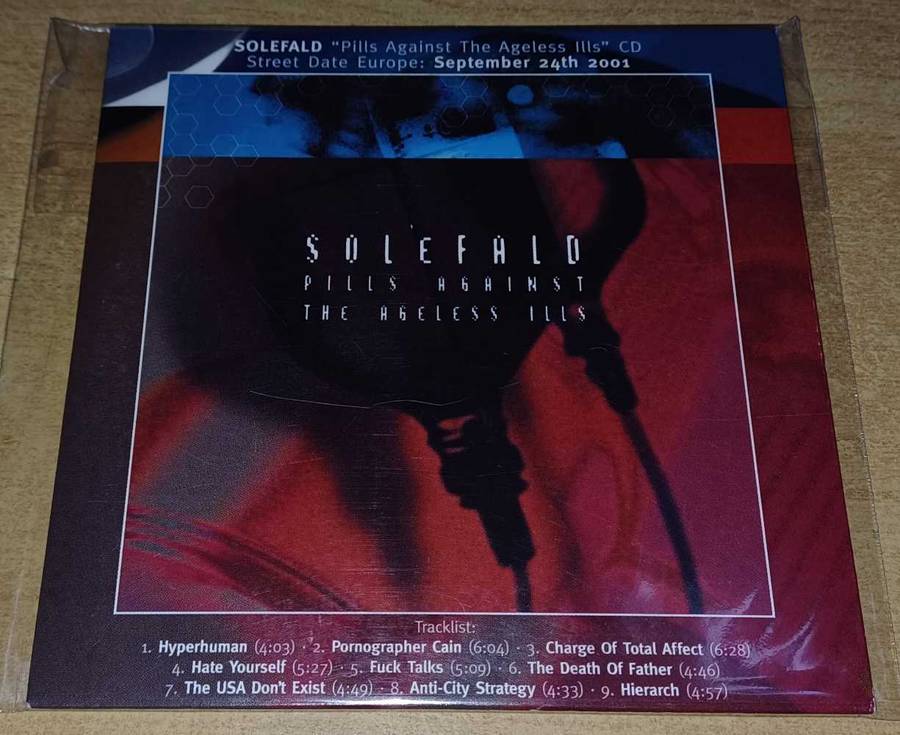 SOLEFALD "Pills Against The Ageless Ills" CD
Street Date Europe: September 24th 2001
SOLEFALD
PILLS AGAINST
THE AGELESS ILLS
Tracklist:
1. Hyperhuman (4:03) · 2. Pornographer Cain (6:04) · 3. Charge Of Total Affect (6:28)
4. Hate Yourself (5:27) · 5. Fuck Talks (5:09) · 6. The Death Of Father (4:46)
7. The USA Don't Exist (4:49) · 8. Anti-City Strategy (4:33) · 9. Hierarch (4:57)